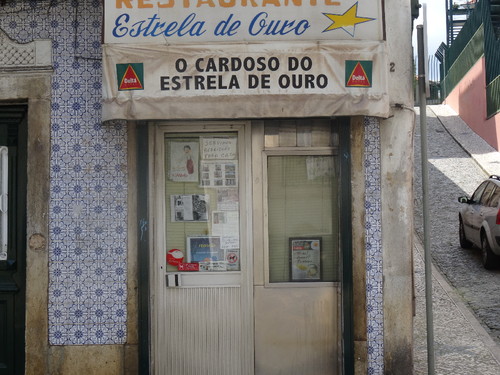 RESTAURANTE
Estrela de Ouro
O CARDOSO DO
ESTRELA DE OURO
Delta
Delta
2